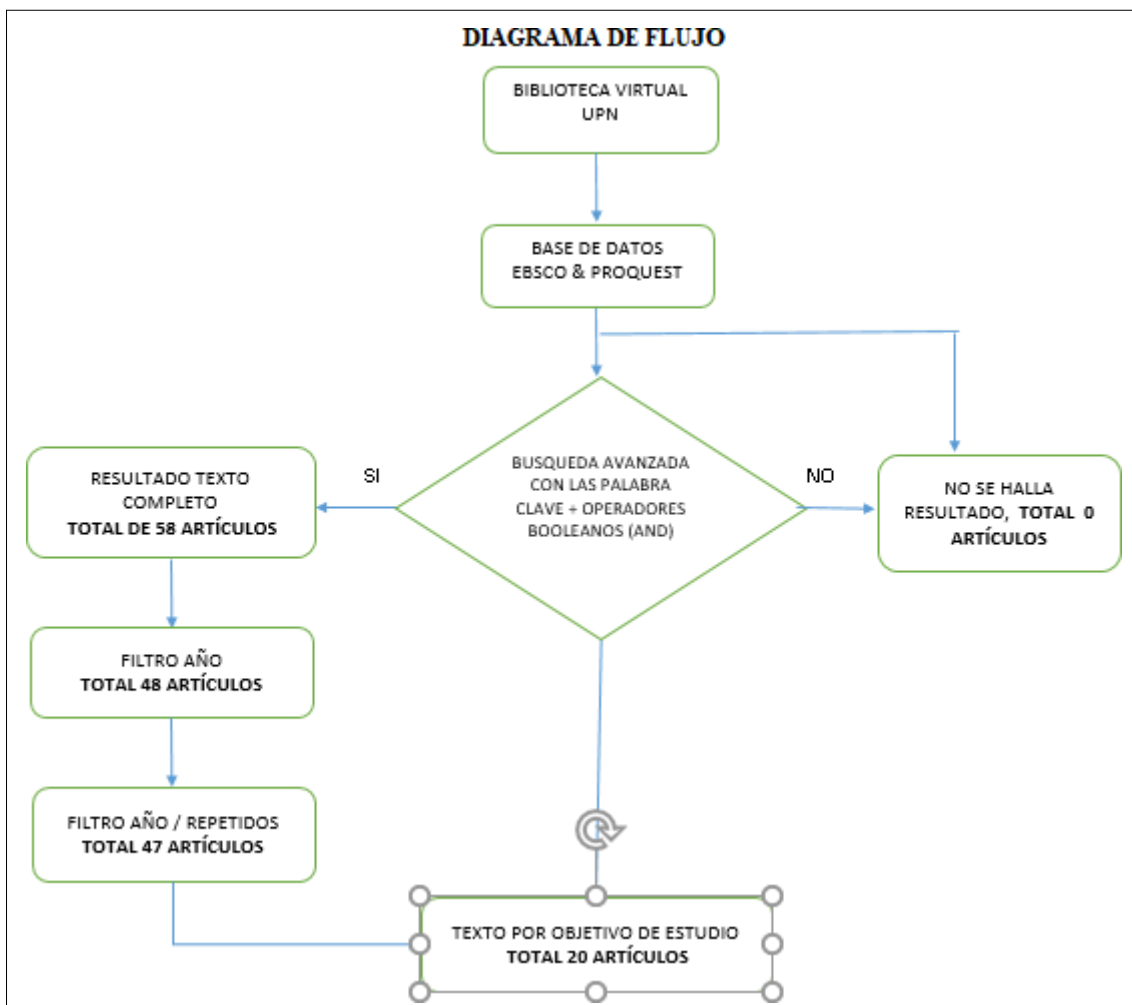 DIAGRAMA DE FLUJO
BIBLIOTECA VIRTUAL
UPN
BASE DE DATOS
EBSCO & PROQUEST
BUSQUEDA AVANZADA
CON LAS PALABRA
CLAVE + OPERADORES
BOOLEANOS (AND)
SI
NO
RESULTADO TEXTO
COMPLETO
TOTAL DE 58 ARTÍCULOS
NO SE HALLA
RESULTADO, TOTAL 0
ARTÍCULOS
FILTRO AÑO
TOTAL 48 ARTÍCULOS
FILTRO AÑO / REPETIDOS
TOTAL 47 ARTÍCULOS
TEXTO POR OBJETIVO DE ESTUDIO
TOTAL 20 ARTÍCULOS